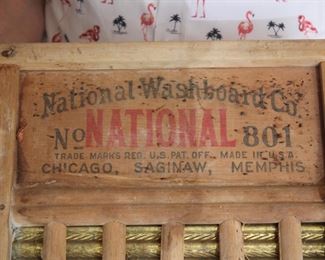 National Washboard Co.
No NATIONAL 801
TRADE MARKS REG. U.S. PAT. OFF. MADE IN U.S.A.
CHICAGO, SAGINAW, MEMPHIS